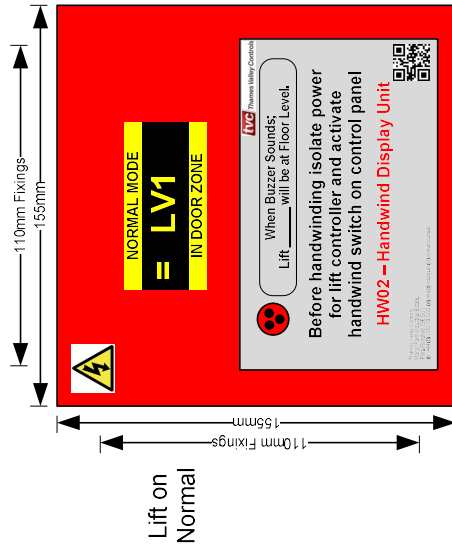 110mm Fixings
155mm
NORMAL MODE
= LV1
IN DOOR ZONE
tvc Thames Valley Controls
When Buzzer Sounds;
Lift_____ will be at Floor Level.
Before handwinding isolate power
for lift controller and activate
handwind switch on control panel
HW02 – Handwind Display Unit
155mm
110mm Fixings
Lift on
Normal